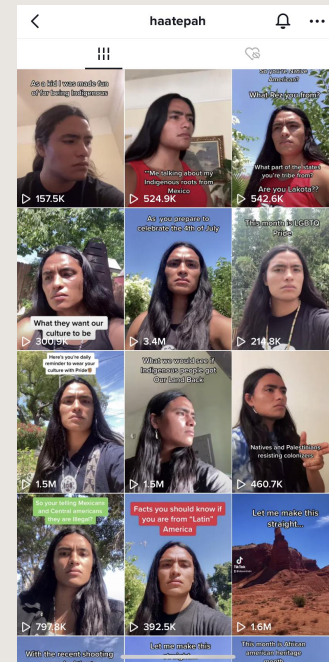 haatepah
As a kid I was made fun
of for being Indigenous
157.5K
"Me talking about my
Indigenous roots from
Mexico
524.9K
So you're Native
American?
What Rez you from?
What part of the states
you're tribe from?
Are you Lakota??
542.6K
What they want our
culture to be
300.9K
As you prepare to
celebrate the 4th of July
3.4M
This month is LGBTQ
Pride
214.8K
Here's you're daily
reminder to wear your
culture with Pride
1.5M
What we would see if
Indigenous people got
Our Land Back
1.5M
Natives and Palestinians
resisting colonizers
460.7K
So your telling Mexicans
and Central americans
they are Illegal?
797.8K
Facts you should know if
you are from "Latin"
America
392.5K
Let me make this
straight...
TikTok
1.6M
With the recent shooting
Let me make this
This month is African
american heritage